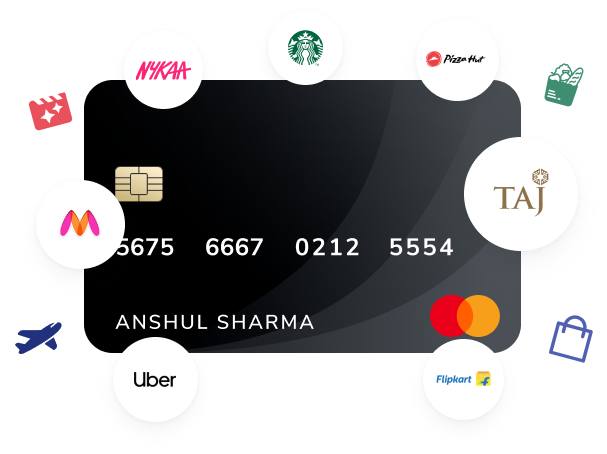 NYKAA
Pizza Hut
TAJ
5675 6667 0212 5554
ANSHUL SHARMA
Uber
Flipkart